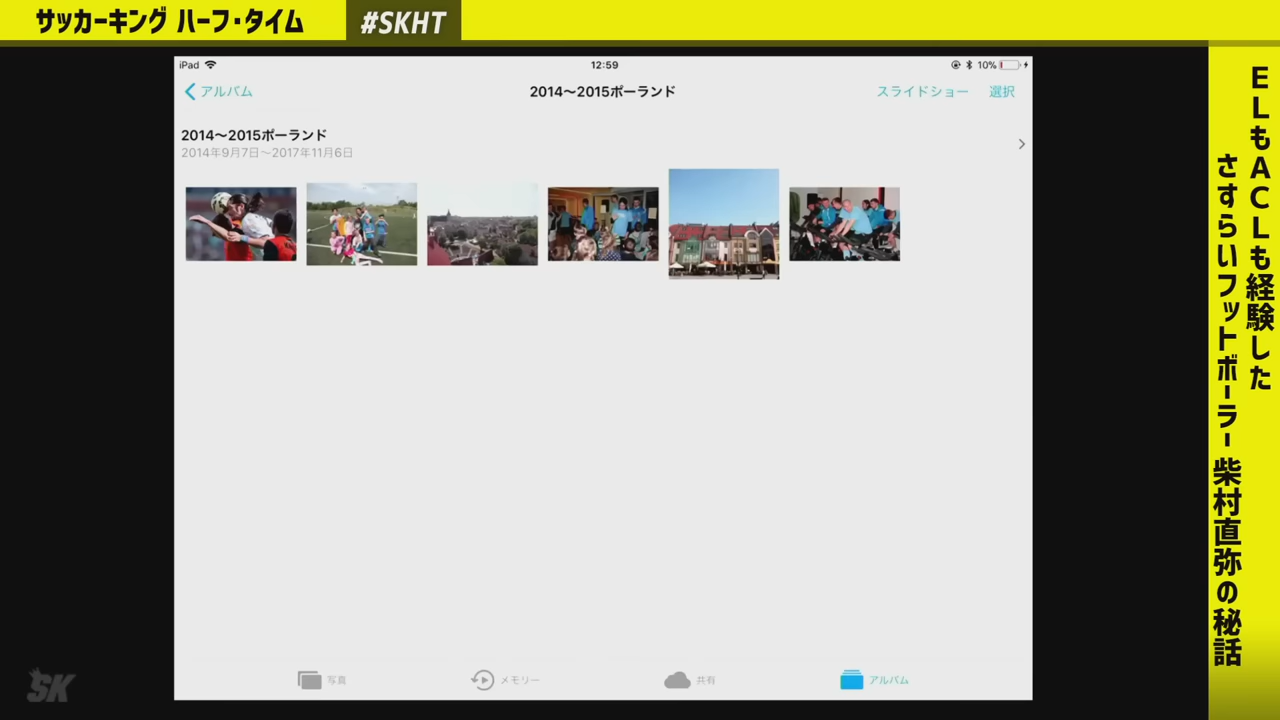 サッカーキング ハーフ・タイム
#SKHT
iPad
12:59
10%
アルバム
2014〜2015ポーランド
スライドショー
選択
2014〜2015ポーランド
2014年9月7日〜2017年11月6日
写真
メモリー
共有
アルバム
SK
ELもACLも経験した
さすらいフットボーラー 柴村直弥の秘話